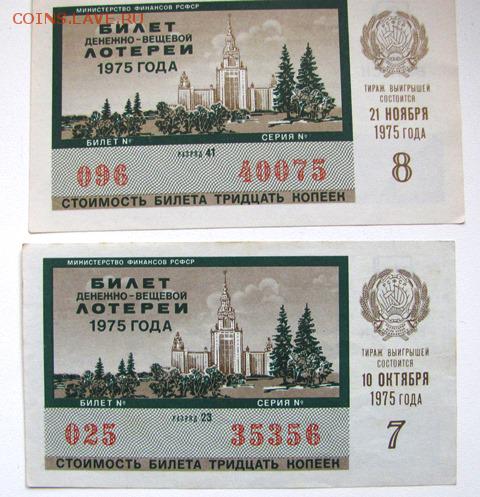 COINS.LAVE.RU
МИНИСТЕРСТВО ФИНАНСОВ РСФСР
БИЛЕТ
ДЕНЕЖНО-ВЕЩЕВОЙ
ЛОТЕРЕИ
1975 ГОДА
ТИРАЖ ВЫИГРЫШЕЙ
СОСТОИТСЯ
21 НОЯБРЯ
1975 ГОДА
8
БИЛЕТ №
СЕРИЯ №
РАЗРЯД 41
096 40075
СТОИМОСТЬ БИЛЕТА ТРИДЦАТЬ КОПЕЕК
МИНИСТЕРСТВО ФИНАНСОВ РСФСР
БИЛЕТ
ДЕНЕЖНО-ВЕЩЕВОЙ
ЛОТЕРЕИ
1975 ГОДА
ТИРАЖ ВЫИГРЫШЕЙ
СОСТОИТСЯ
10 ОКТЯБРЯ
1975 ГОДА
7
БИЛЕТ №
СЕРИЯ №
РАЗРЯД 23
025 35356
СТОИМОСТЬ БИЛЕТА ТРИДЦАТЬ КОПЕЕК